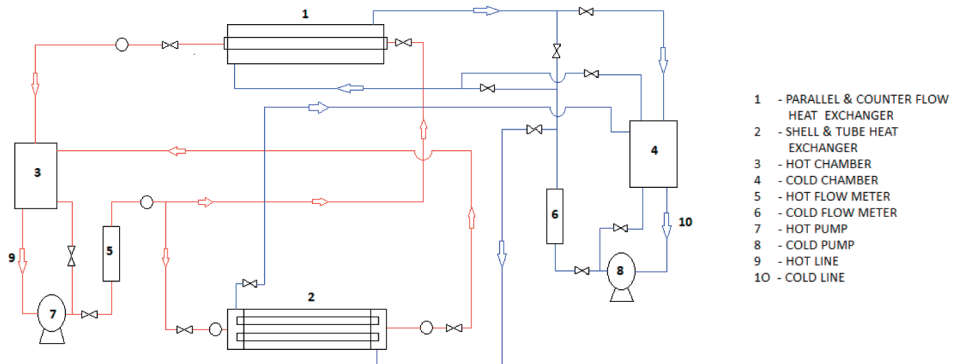 1
3
4
5
6
7
8
9
10
2
1 - PARALLEL & COUNTER FLOW
HEAT EXCHANGER
2 - SHELL & TUBE HEAT
EXCHANGER
3 - HOT CHAMBER
4 - COLD CHAMBER
5 - HOT FLOW METER
6 - COLD FLOW METER
7 - HOT PUMP
8 - COLD PUMP
9 - HOT LINE
1O - COLD LINE